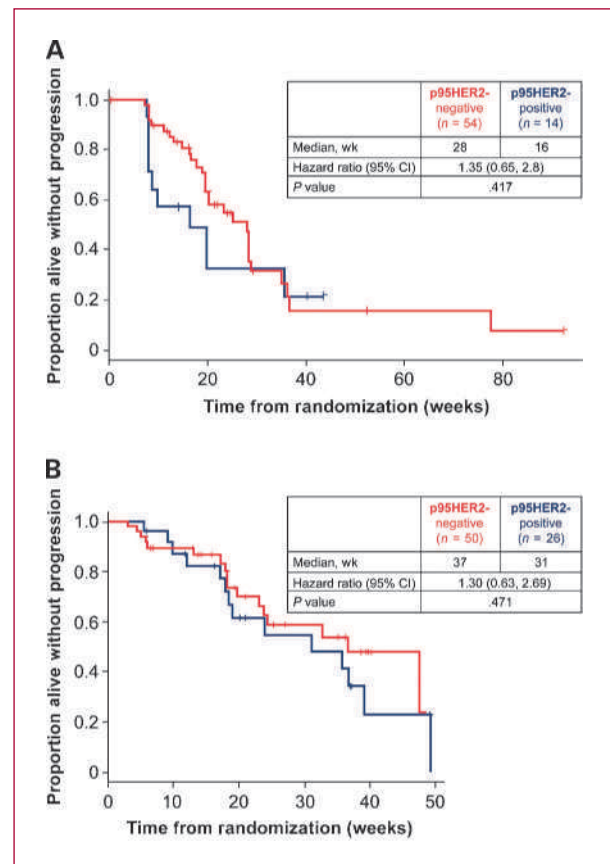 A
p95HER2- p95HER2-
negative positive
(n = 54) (n = 14)
Median, wk 28 16
Hazard ratio (95% CI) 1.35 (0.65, 2.8)
P value .417
Proportion alive without progression
1.0
0.8
0.6
0.4
0.2
0
0 20 40 60 80
Time from randomization (weeks)
B
p95HER2- p95HER2-
negative positive
(n = 50) (n = 26)
Median, wk 37 31
Hazard ratio (95% CI) 1.30 (0.63, 2.69)
P value .471
Proportion alive without progression
1.0
0.8
0.6
0.4
0.2
0
0 10 20 30 40 50
Time from randomization (weeks)